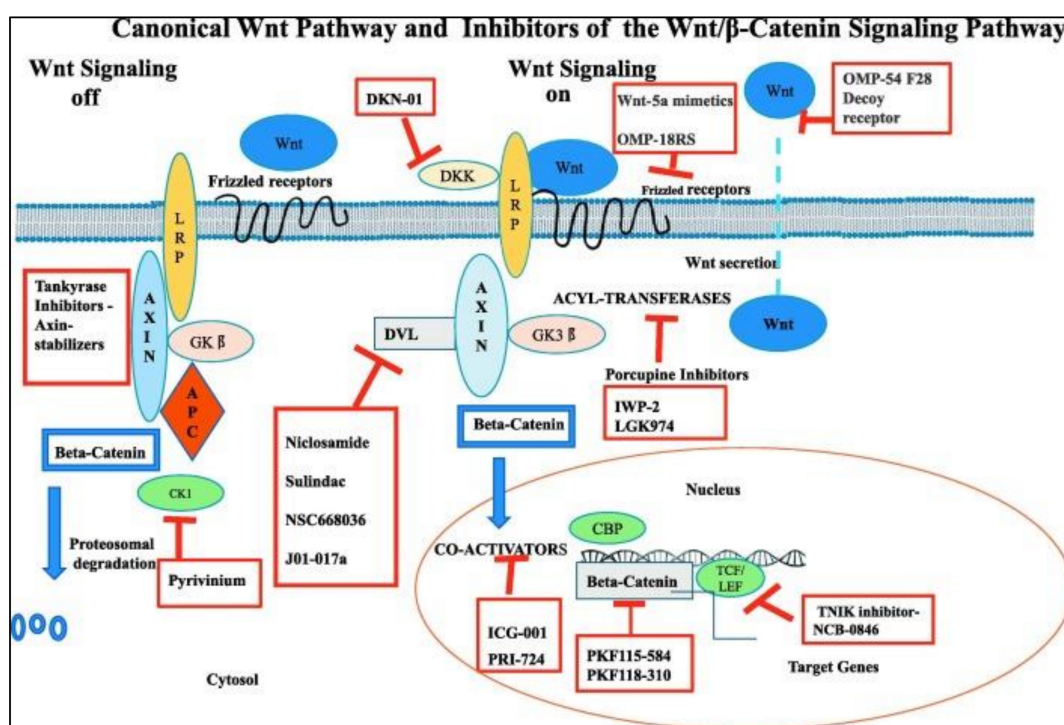 Canonical Wnt Pathway and Inhibitors of the Wnt/β-Catenin Signaling Pathway
Wnt Signaling
off
Wnt Signaling
on
DKN-01
Wnt-5a mimetics
OMP-18RS
Wnt
OMP-54 F28
Decoy
receptor
Wnt
Frizzled receptors
DKK
L
R
P
Wnt
Frizzled receptors
L
R
P
Wnt secretion
Tankyrase
Inhibitors -
Axin-
stabilizers
A
X
I
N
GK β
A
P
C
DVL
A
X
I
N
GK3 β
ACYL-TRANSFERASES
Wnt
Porcupine Inhibitors
IWP-2
LGK974
Beta-Catenin
CK1
Proteosomal
degradation
Pyrivinium
Niclosamide
Sulindac
NSC668036
J01-017a
Beta-Catenin
CO-ACTIVATORS
ICG-001
PRI-724
Nucleus
CBP
Beta-Catenin
TCF/
LEF
PKF115-584
PKF118-310
TNIK inhibitor-
NCB-0846
Target Genes
Cytosol